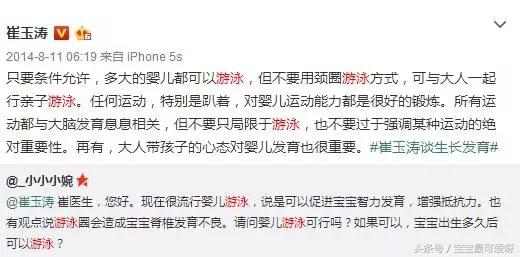 崔玉涛
2014-8-11 06:19 来自 iPhone 5s
只要条件允许，多大的婴儿都可以游泳，但不要用颈圈游泳方式，可与大人一起
行亲子游泳。任何运动，特别是趴着，对婴儿运动能力都是很好的锻炼。所有运
动都与大脑发育息息相关，但不要只局限于游泳，也不要过于强调某种运动的绝
对重要性。再有，大人带孩子的心态对婴儿发育也很重要。#崔玉涛谈生长发育#
@_小小小婉
@崔玉涛 崔医生，您好。现在很流行婴儿游泳，说是可以促进宝宝智力发育，增强抵抗力。也
有观点说游泳圈会造成宝宝脊椎发育不良。请问婴儿游泳可行吗？如果可以，宝宝出生多久后
可以游泳？
头条号 / 宝宝最可爱呀